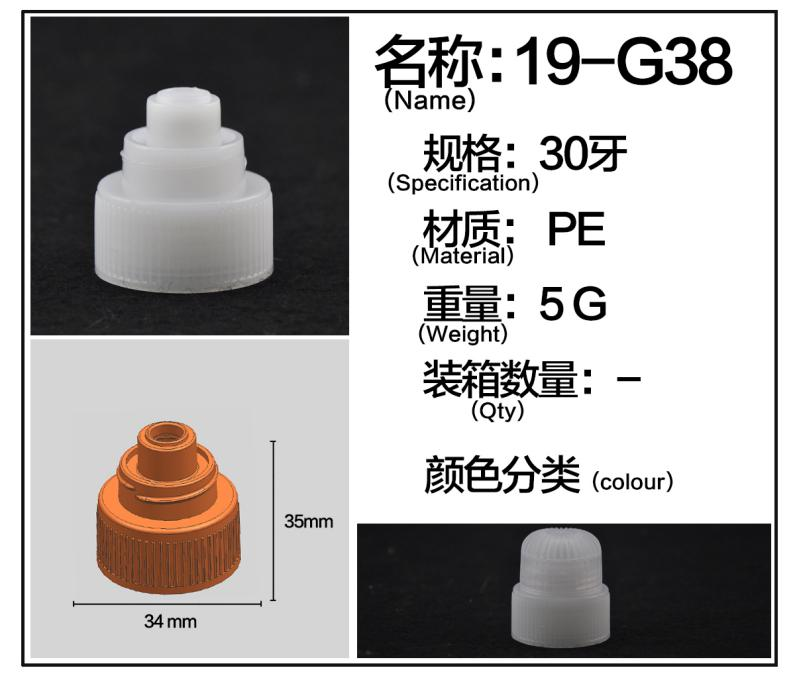 名称：19-G38
(Name)
规格：30牙
(Specification)
材质：PE
(Material)
重量：5 G
(Weight)
装箱数量：-
(Qty)
颜色分类 (colour)
35mm
34 mm